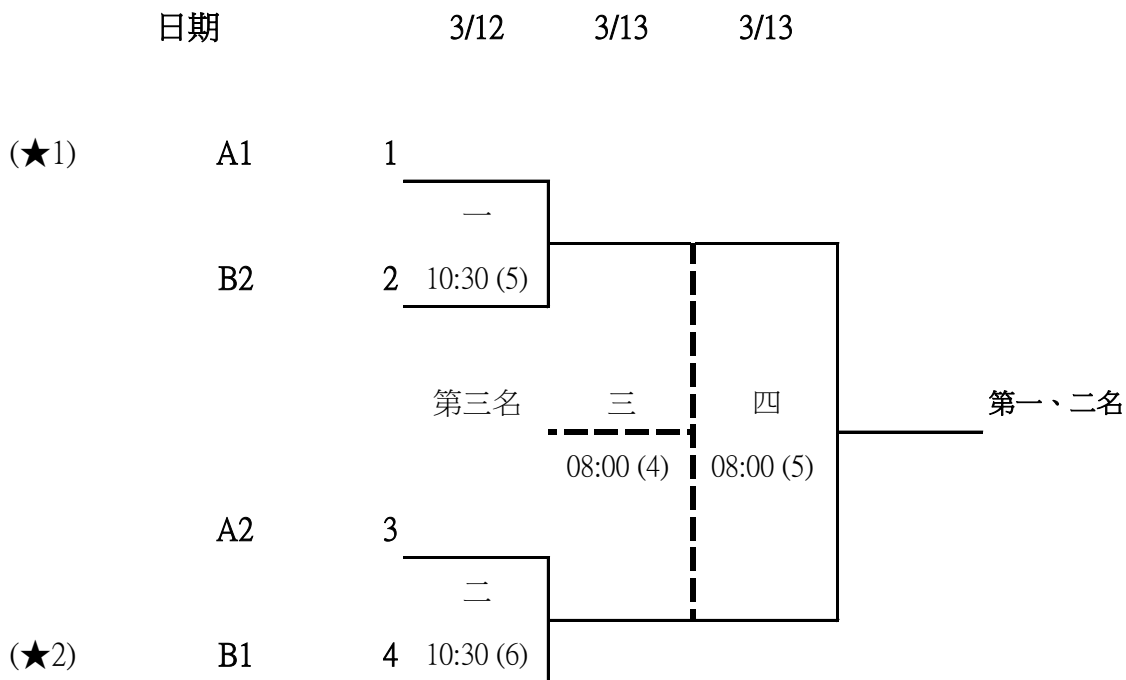 日期 3/12 3/13 3/13
(★1) A1 1
一
B2 2 10:30 (5)
第三名 三 四 第一、二名
08:00 (4) 08:00 (5)
A2 3
二
(★2) B1 4 10:30 (6)